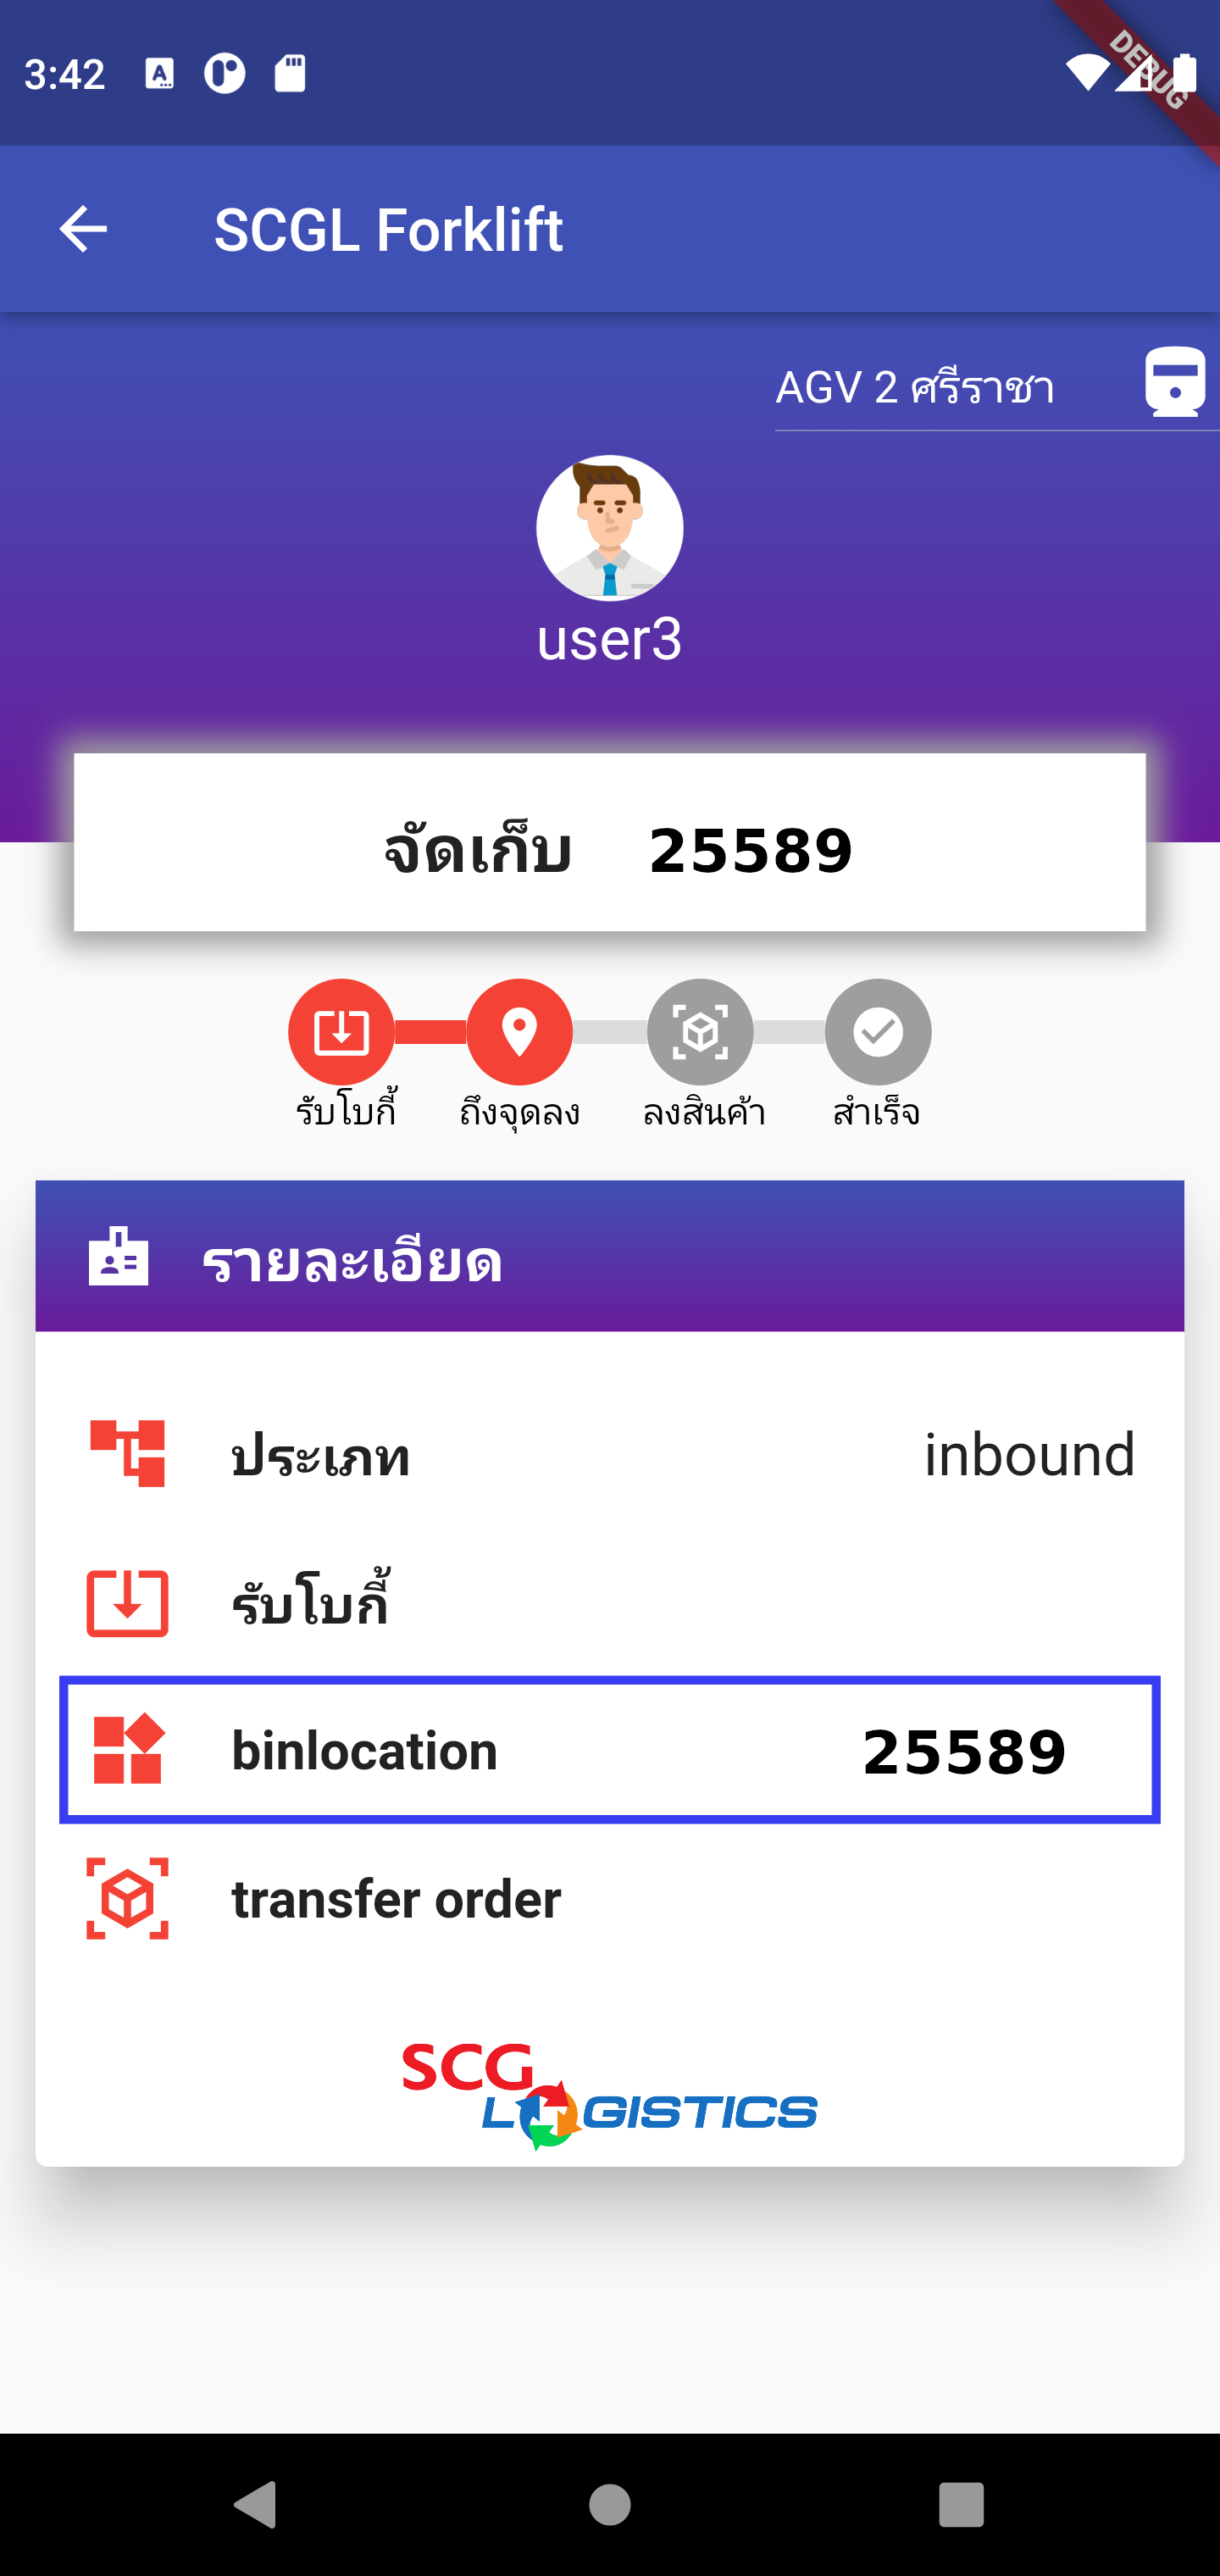 3:42
DEBUG
SCGL Forklift
AGV 2 ศรีราชา
user3
จัดเก็บ 25589
รับโบกี้ ถึงจุดลง ลงสินค้า สำเร็จ
รายละเอียด
ประเภท inbound
รับโบกี้
binlocation 25589
transfer order
SCG
LOGISTICS